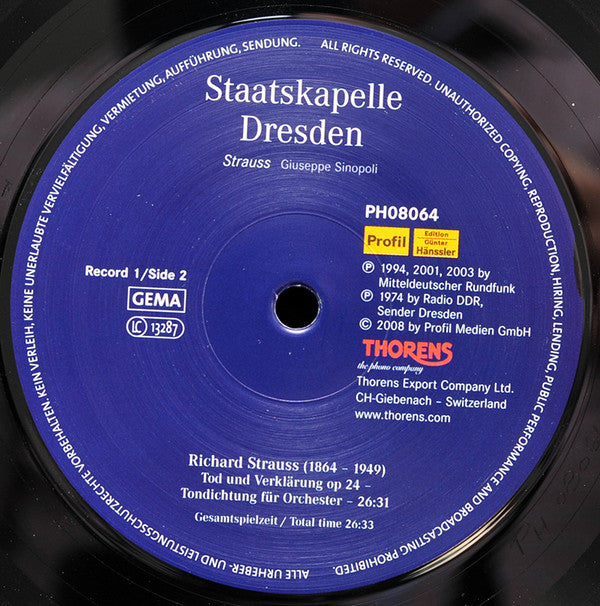 ALLE URHEBER- UND LEISTUNGSSCHUTZRECHTE VORBEHALTEN. KEIN VERLEIH, KEINE UNERLAUBTE VERVIELFÄLTIGUNG, VERMIETUNG, AUFFÜHRUNG, SENDUNG.
ALL RIGHTS RESERVED. UNAUTHORIZED COPYING, REPRODUCTION, HIRING, LENDING, PUBLIC PERFORMANCE AND BROADCASTING PROHIBITED.
Staatskapelle
Dresden
Strauss Giuseppe Sinopoli
PH08064
Profil
Edition
Günter
Hänssler
Record 1/Side 2
GEMA
LC 13287
℗ 1994, 2001, 2003 by
Mitteldeutscher Rundfunk
℗ 1974 by Radio DDR,
Sender Dresden
© 2008 by Profil Medien GmbH
THORENS
the phono company
Thorens Export Company Ltd.
CH-Giebenach – Switzerland
www.thorens.com
Richard Strauss (1864 – 1949)
Tod und Verklärung op 24 –
Tondichtung für Orchester – 26:31
Gesamtspielzeit / Total time 26:33